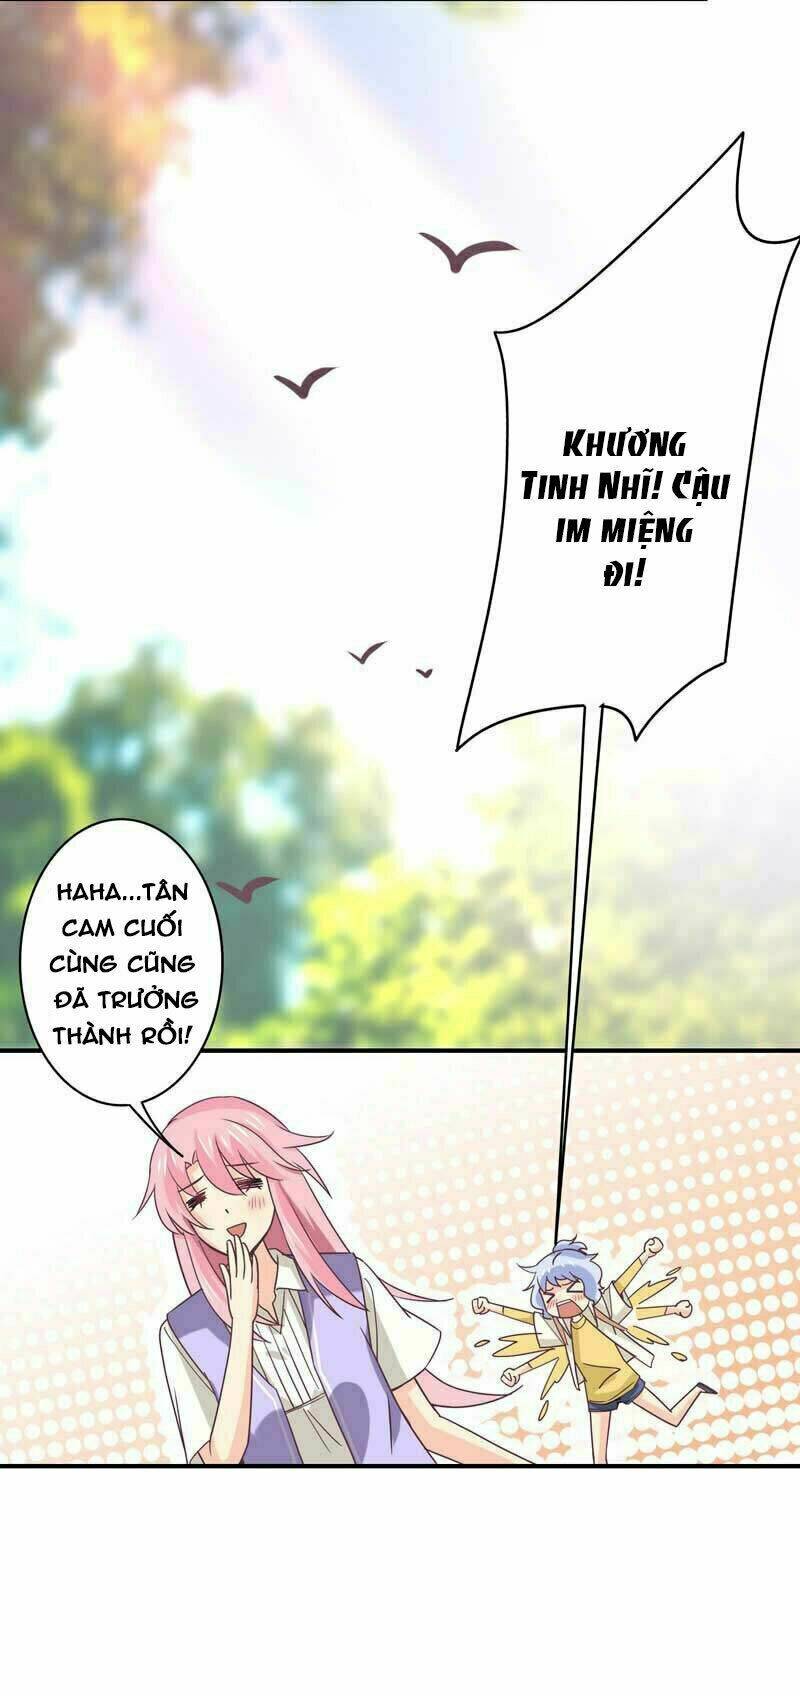 KHƯƠNG
TINH NHĨ! CẬU
IM MIỆNG
ĐI!
HAHA...TÂN
CAM CUỐI
CÙNG CŨNG
ĐÃ TRƯỞNG
THÀNH RỒI!